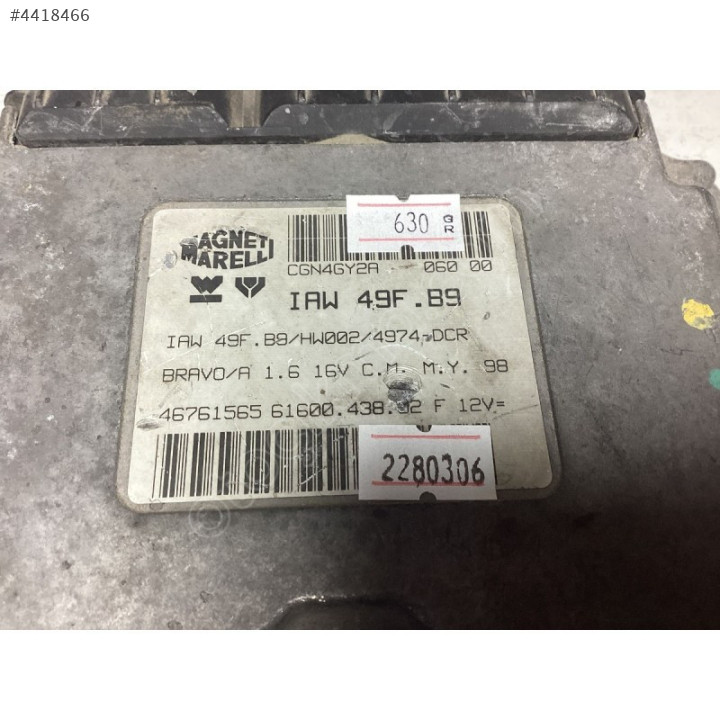 #4418466
630 GR
MAGNETI
MARELLI
CGN4GY2A 060 00
IAW 49F.B9
IAW 49F.B9/HW002/4974-DCR
BRAVO/A 1.6 16V C.M. M.Y. 98
46761565 61600.438.92 F 12V=
2280306